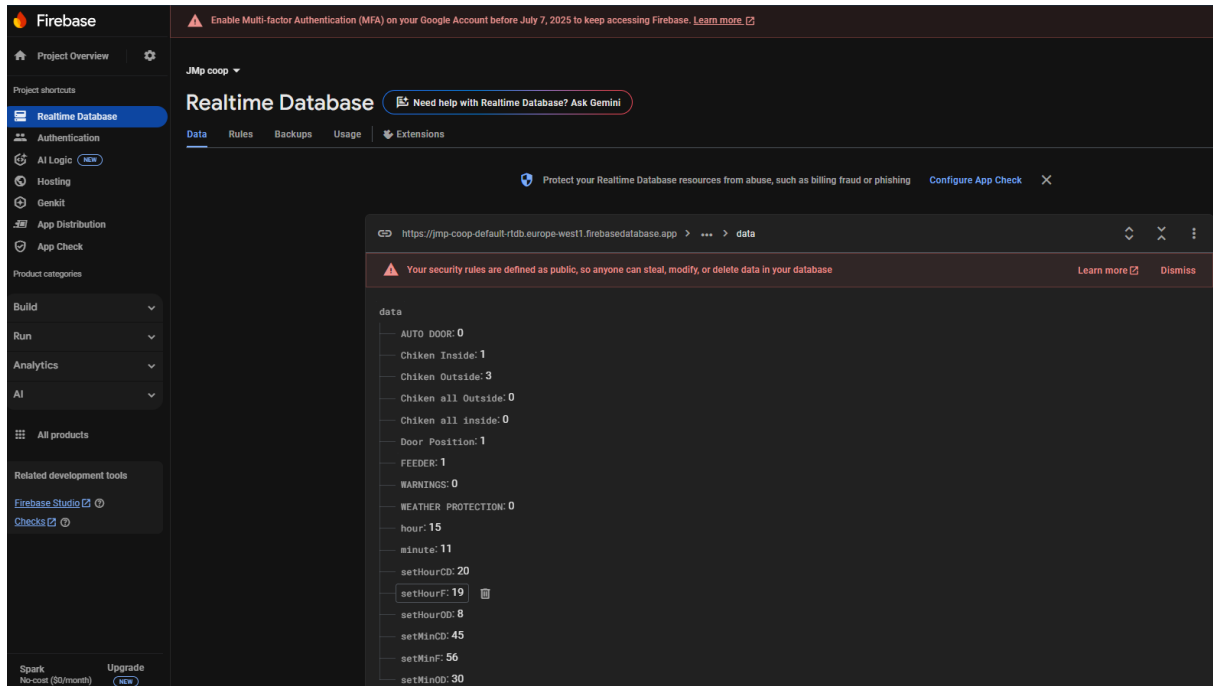 Firebase
Enable Multi-factor Authentication (MFA) on your Google Account before July 7, 2025 to keep accessing Firebase. Learn more
Project Overview
JMp coop
Project shortcuts
Realtime Database
Need help with Realtime Database? Ask Gemini
Realtime Database
Authentication
Data Rules Backups Usage Extensions
AI Logic NEW
Hosting
Protect your Realtime Database resources from abuse, such as billing fraud or phishing Configure App Check
Genkit
App Distribution
App Check
https://jmp-coop-default-rtdb.europe-west1.firebasedatabase.app > ... > data
Product categories
Your security rules are defined as public, so anyone can steal, modify, or delete data in your database Learn more Dismiss
Build
Run
Analytics
AI
All products
Related development tools
Firebase Studio
Checks
data
AUTO DOOR: 0
Chiken Inside: 1
Chiken Outside: 3
Chiken all Outside: 0
Chiken all inside: 0
Door Position: 1
FEEDER: 1
WARNINGS: 0
WEATHER PROTECTION: 0
hour: 15
minute: 11
setHourCD: 20
setHourF: 19
setHourOD: 8
setMinCD: 45
setMinF: 56
setMinOD: 30
Spark Upgrade
No-cost ($0/month) NEW